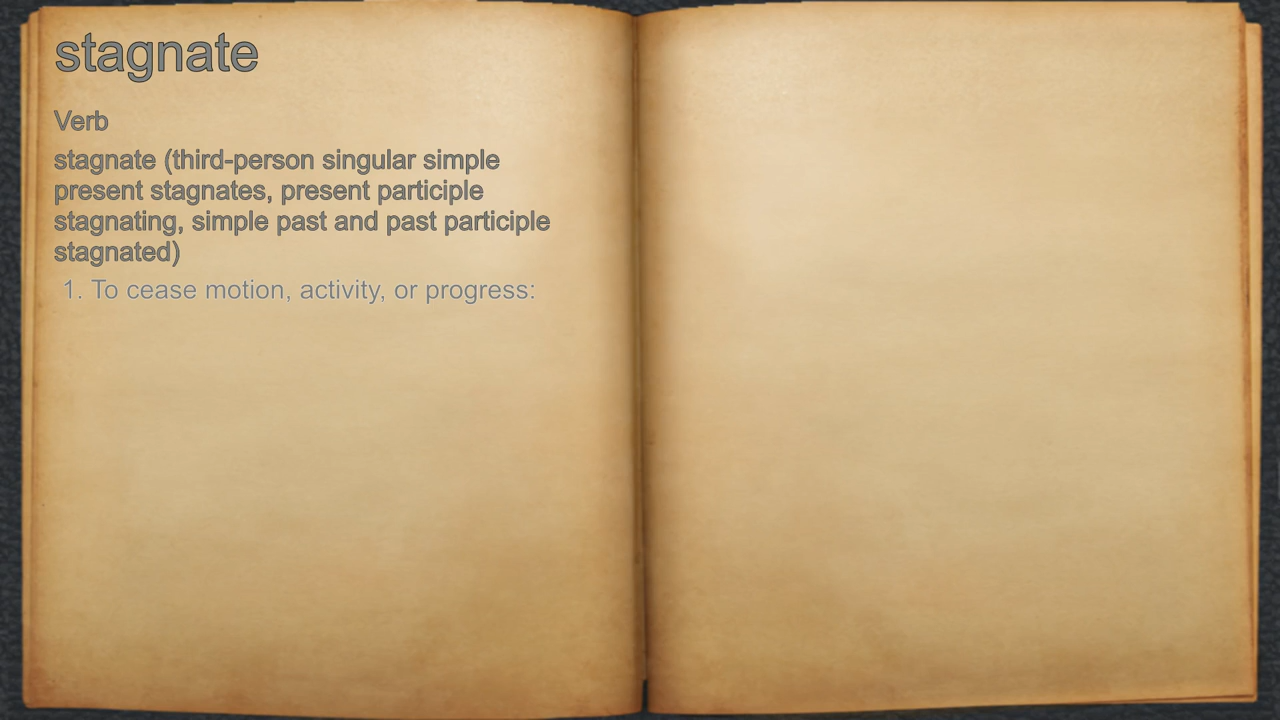 stagnate
Verb
stagnate (third-person singular simple
present stagnates, present participle
stagnating, simple past and past participle
stagnated)
1. To cease motion, activity, or progress: